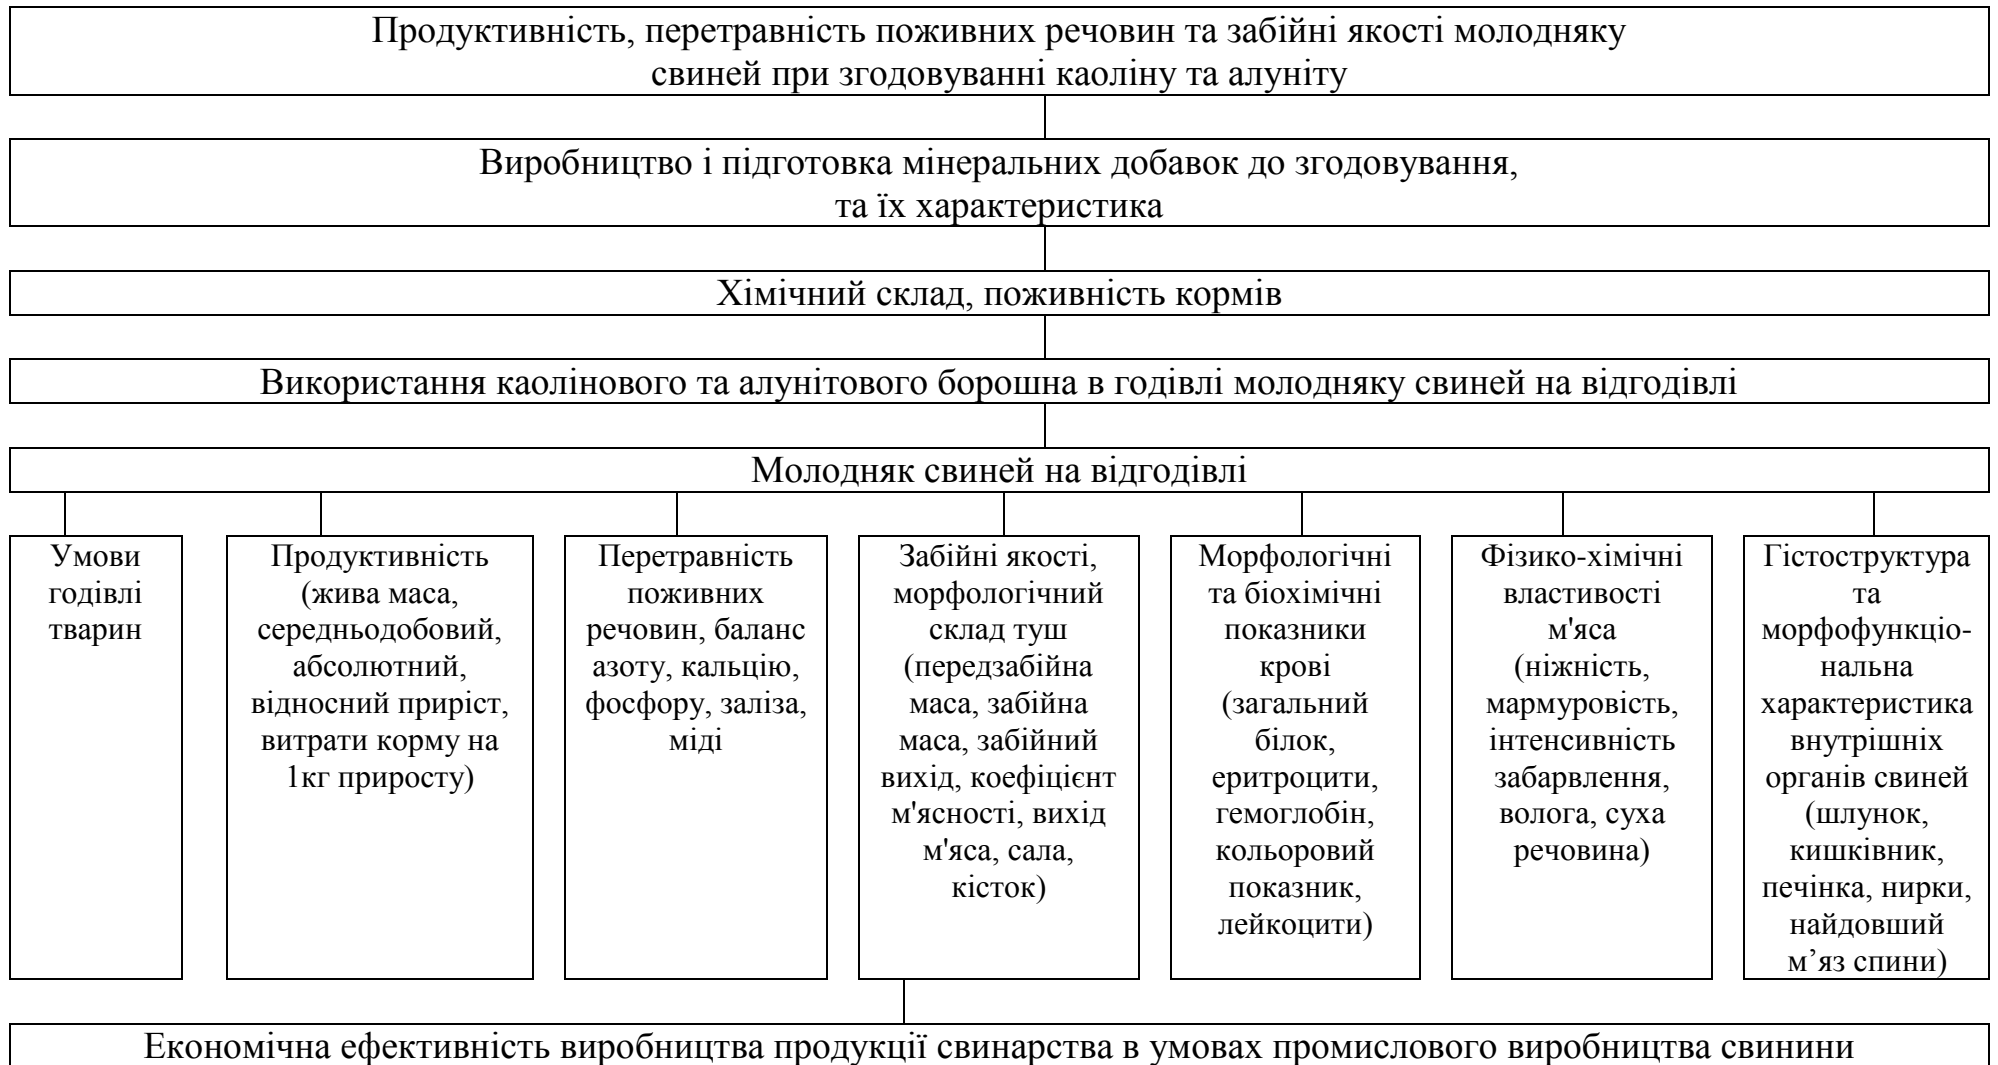 Продуктивність, перетравність поживних речовин та забійні якості молодняку
свиней при згодовуванні каоліну та алуніту
Виробництво і підготовка мінеральних добавок до згодовування,
та їх характеристика
Хімічний склад, поживність кормів
Використання каолінового та алунітового борошна в годівлі молодняку свиней на відгодівлі
Молодняк свиней на відгодівлі
Умови
годівлі
тварин
Продуктивність
(жива маса,
середньодобовий,
абсолютний,
відносний приріст,
витрати корму на
1кг приросту)
Перетравність
поживних
речовин, баланс
азоту, кальцію,
фосфору, заліза,
міді
Забійні якості,
морфологічний
склад туш
(передзабійна
маса, забійна
маса, забійний
вихід, коефіцієнт
м'ясності, вихід
м'яса, сала,
кісток)
Морфологічні
та біохімічні
показники
крові
(загальний
білок,
еритроцити,
гемоглобін,
кольоровий
показник,
лейкоцити)
Фізико-хімічні
властивості
м'яса
(ніжність,
мармуровість,
інтенсивність
забарвлення,
волога, суха
речовина)
Гістоструктура
та
морфофункціо-
нальна
характеристика
внутрішніх
органів свиней
(шлунок,
кишківник,
печінка, нирки,
найдовший
м’яз спини)
Економічна ефективність виробництва продукції свинарства в умовах промислового виробництва свинини